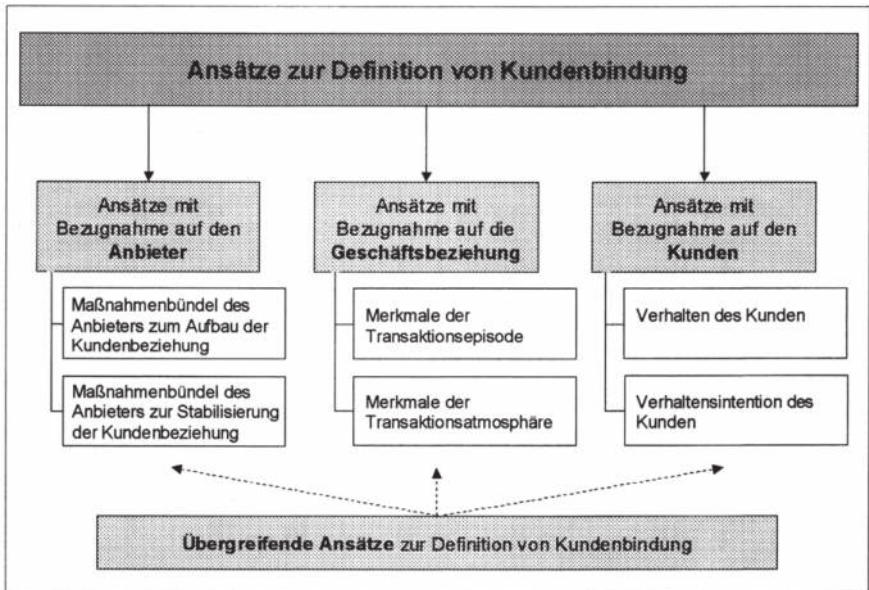 Ansätze zur Definition von Kundenbindung
Ansätze mit
Bezugnahme auf den
Anbieter
Ansätze mit
Bezugnahme auf die
Geschäftsbeziehung
Ansätze mit
Bezugnahme auf den
Kunden
Maßnahmenbündel des
Anbieters zum Aufbau der
Kundenbeziehung
Merkmale der
Transaktionsepisode
Verhalten des Kunden
Maßnahmenbündel des
Anbieters zur Stabilisierung
der Kundenbeziehung
Merkmale der
Transaktionsatmosphäre
Verhaltensintention des
Kunden
Übergreifende Ansätze zur Definition von Kundenbindung